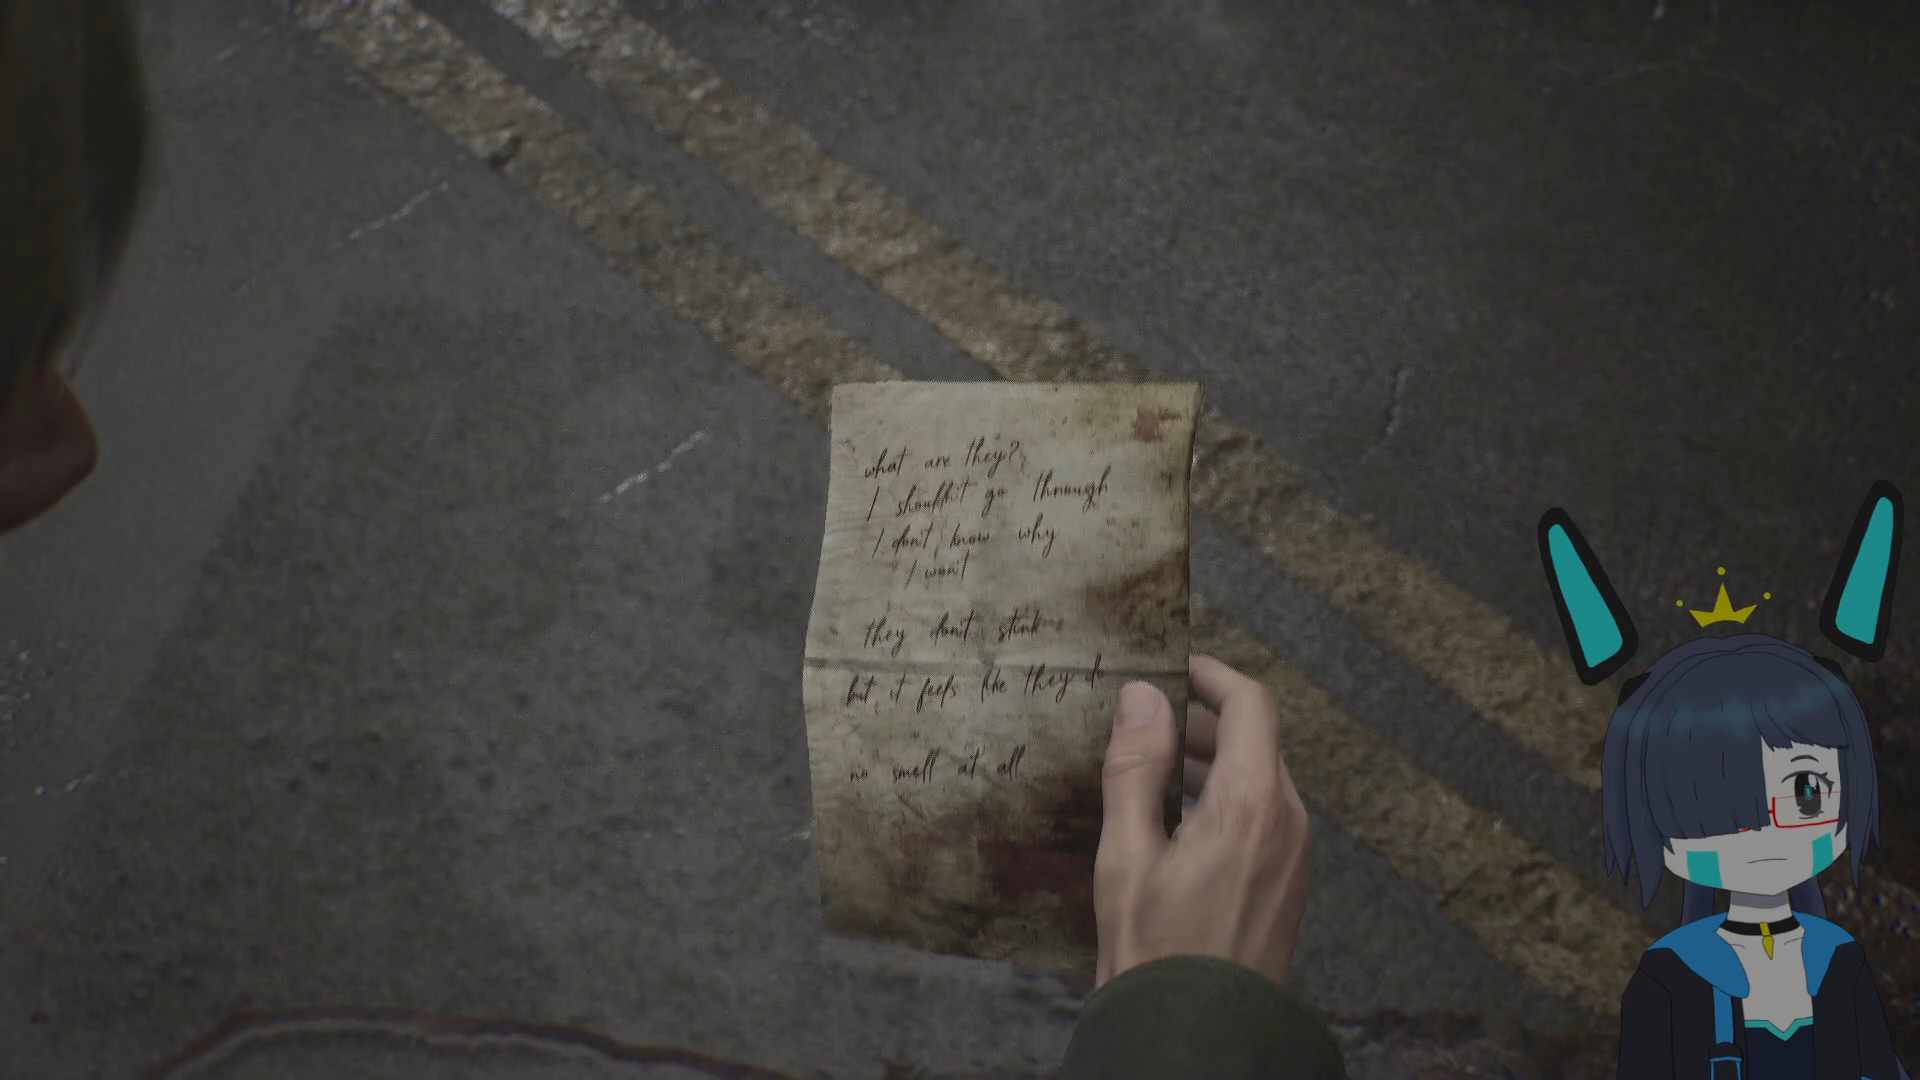 what are they?
I shouldn't go through
I don't know why
I won't
they don't stink
but it feels like they do
no smell at all